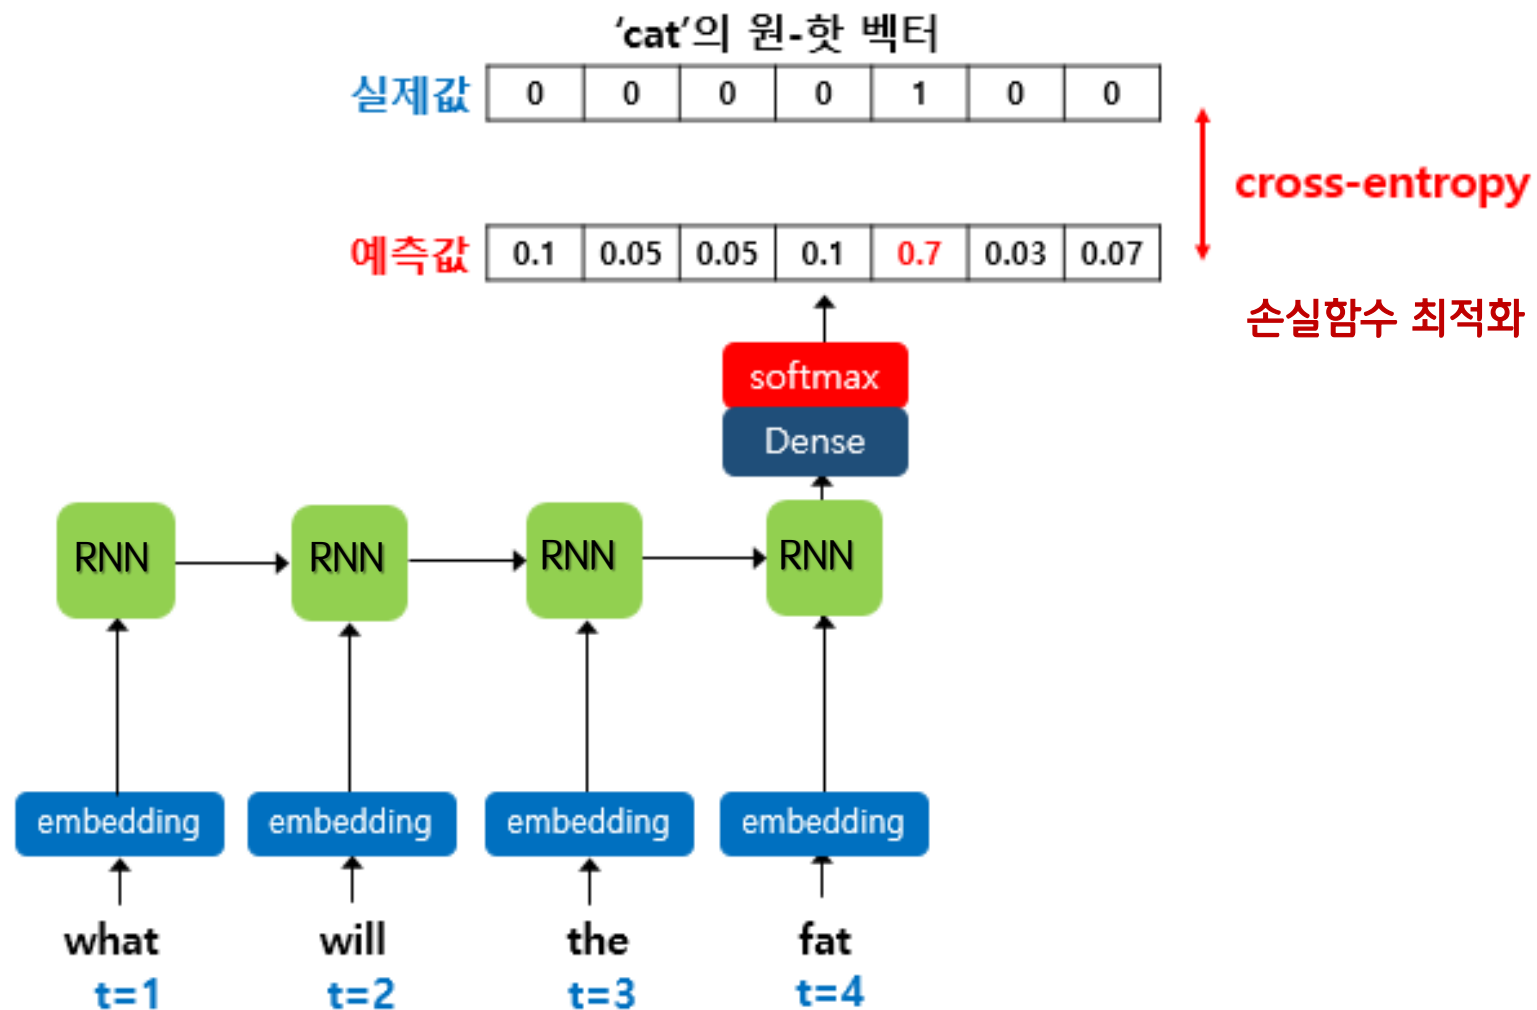 ‘cat’의 원-핫 벡터
실제값 0 0 0 0 1 0 0
cross-entropy
예측값 0.1 0.05 0.05 0.1 0.7 0.03 0.07
손실함수 최적화
softmax
Dense
RNN RNN RNN RNN
embedding embedding embedding embedding
what will the fat
t=1 t=2 t=3 t=4